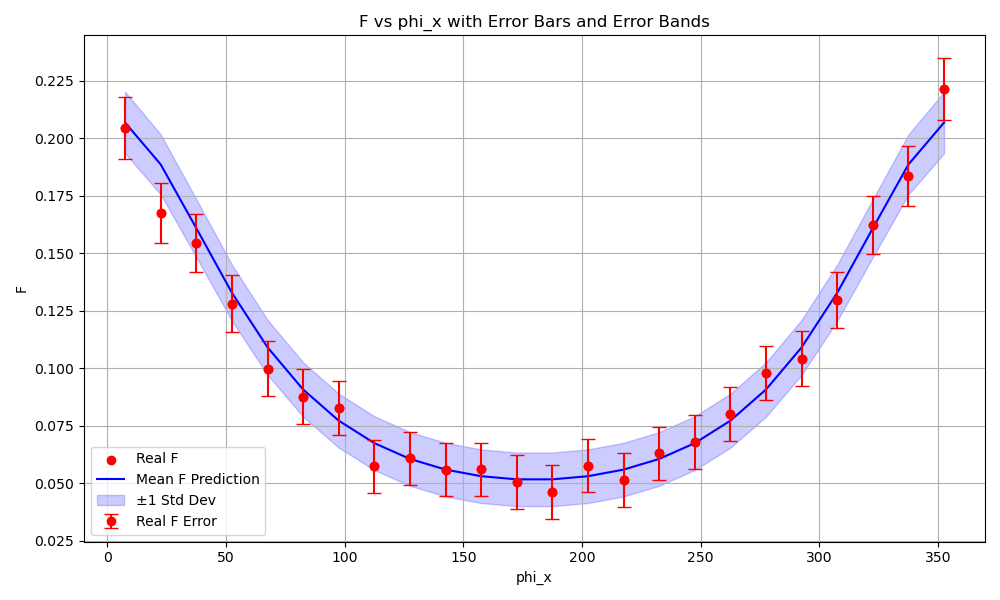 F vs phi_x with Error Bars and Error Bands
F
0.225
0.200
0.175
0.150
0.125
0.100
0.075
0.050
0.025
Real F
Mean F Prediction
±1 Std Dev
Real F Error
0 50 100 150 200 250 300 350
phi_x